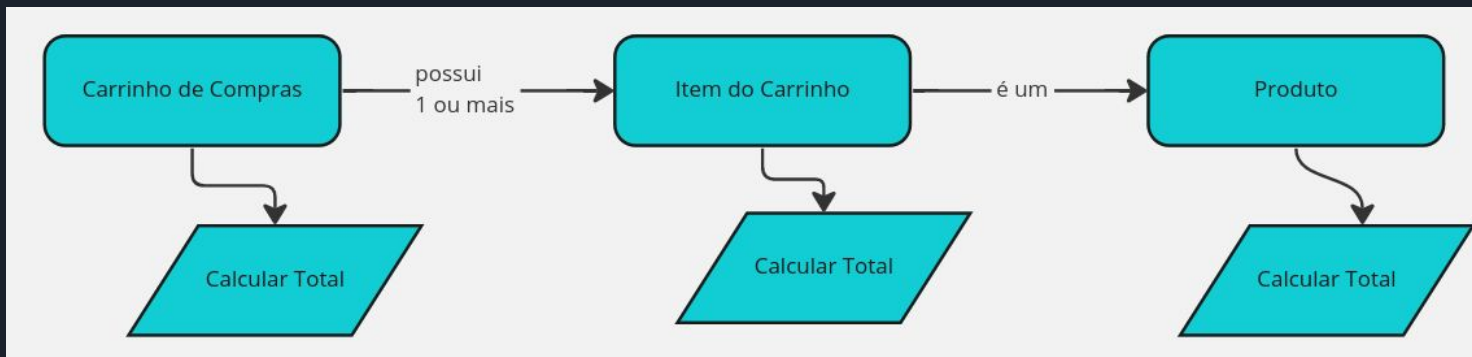 Carrinho de Compras
possui
1 ou mais
Item do Carrinho
é um
Produto
Calcular Total
Calcular Total
Calcular Total